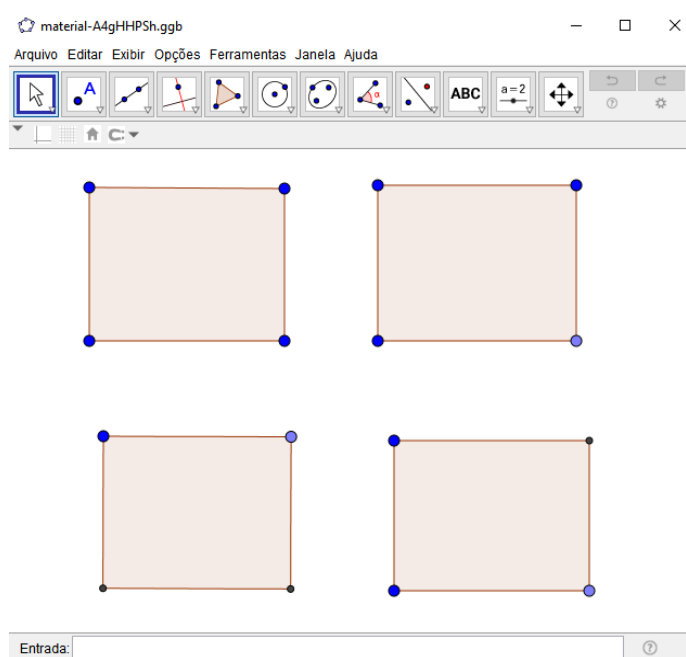 material-A4gHHPSh.ggb
Arquivo Editar Exibir Opções Ferramentas Janela Ajuda
A α ABC a=2
C:
Entrada: